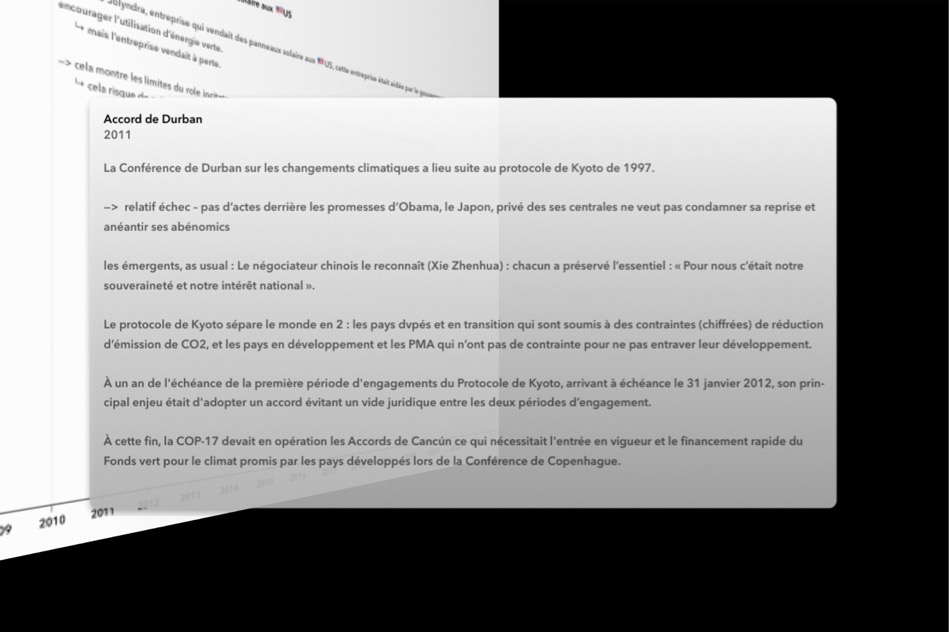 Solyndra, entreprise qui vendait des panneaux solaire aux 🇺🇸US, cette entreprise était aidée par le
encourager l'utilisation d'énergie verte.
↳ mais l'entreprise vendait à perte.
—> cela montre les limites du role
↳ cela risque
Accord de Durban
2011
La Conférence de Durban sur les changements climatiques a lieu suite au protocole de Kyoto de 1997.
—> relatif échec - pas d'actes derrière les promesses d'Obama, le Japon, privé des ses centrales ne veut pas condamner sa reprise et
anéantir ses abénomics
les émergents, as usual : Le négociateur chinois le reconnaît (Xie Zhenhua) : chacun a préservé l'essentiel : « Pour nous c'était notre
souveraineté et notre intérêt national ».
Le protocole de Kyoto sépare le monde en 2 : les pays dvpés et en transition qui sont soumis à des contraintes (chiffrées) de réduction
d'émission de CO2, et les pays en développement et les PMA qui n'ont pas de contrainte pour ne pas entraver leur développement.
À un an de l'échéance de la première période d'engagements du Protocole de Kyoto, arrivant à échéance le 31 janvier 2012, son prin-
cipal enjeu était d'adopter un accord évitant un vide juridique entre les deux périodes d'engagement.
À cette fin, la COP-17 devait en opération les Accords de Cancún ce qui nécessitait l'entrée en vigueur et le financement rapide du
Fonds vert pour le climat promis par les pays développés lors de la Conférence de Copenhague.
2010 2011 2012 2013 2014 2015 2016